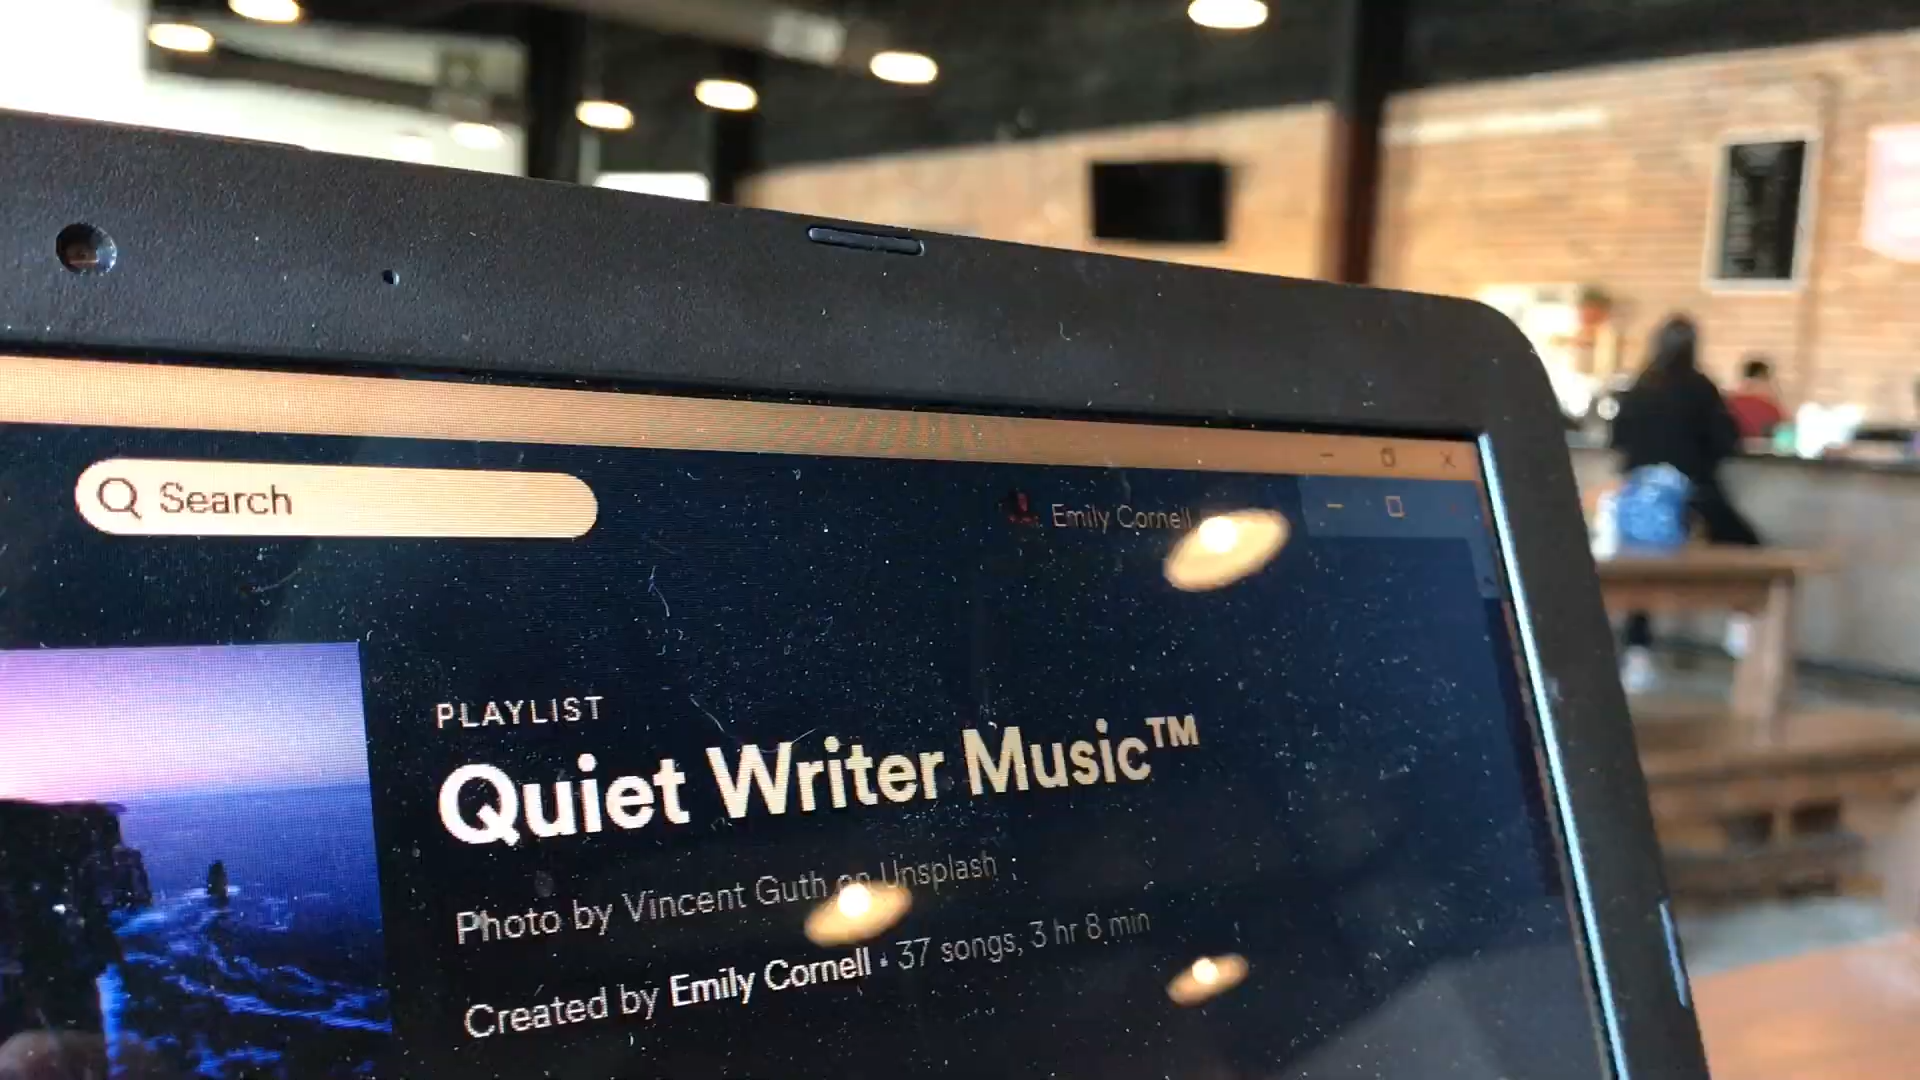 Search
Emily Cornell
PLAYLIST
Quiet Writer Music™
Photo by Vincent Guth on Unsplash
Created by Emily Cornell • 37 songs, 3 hr 8 min